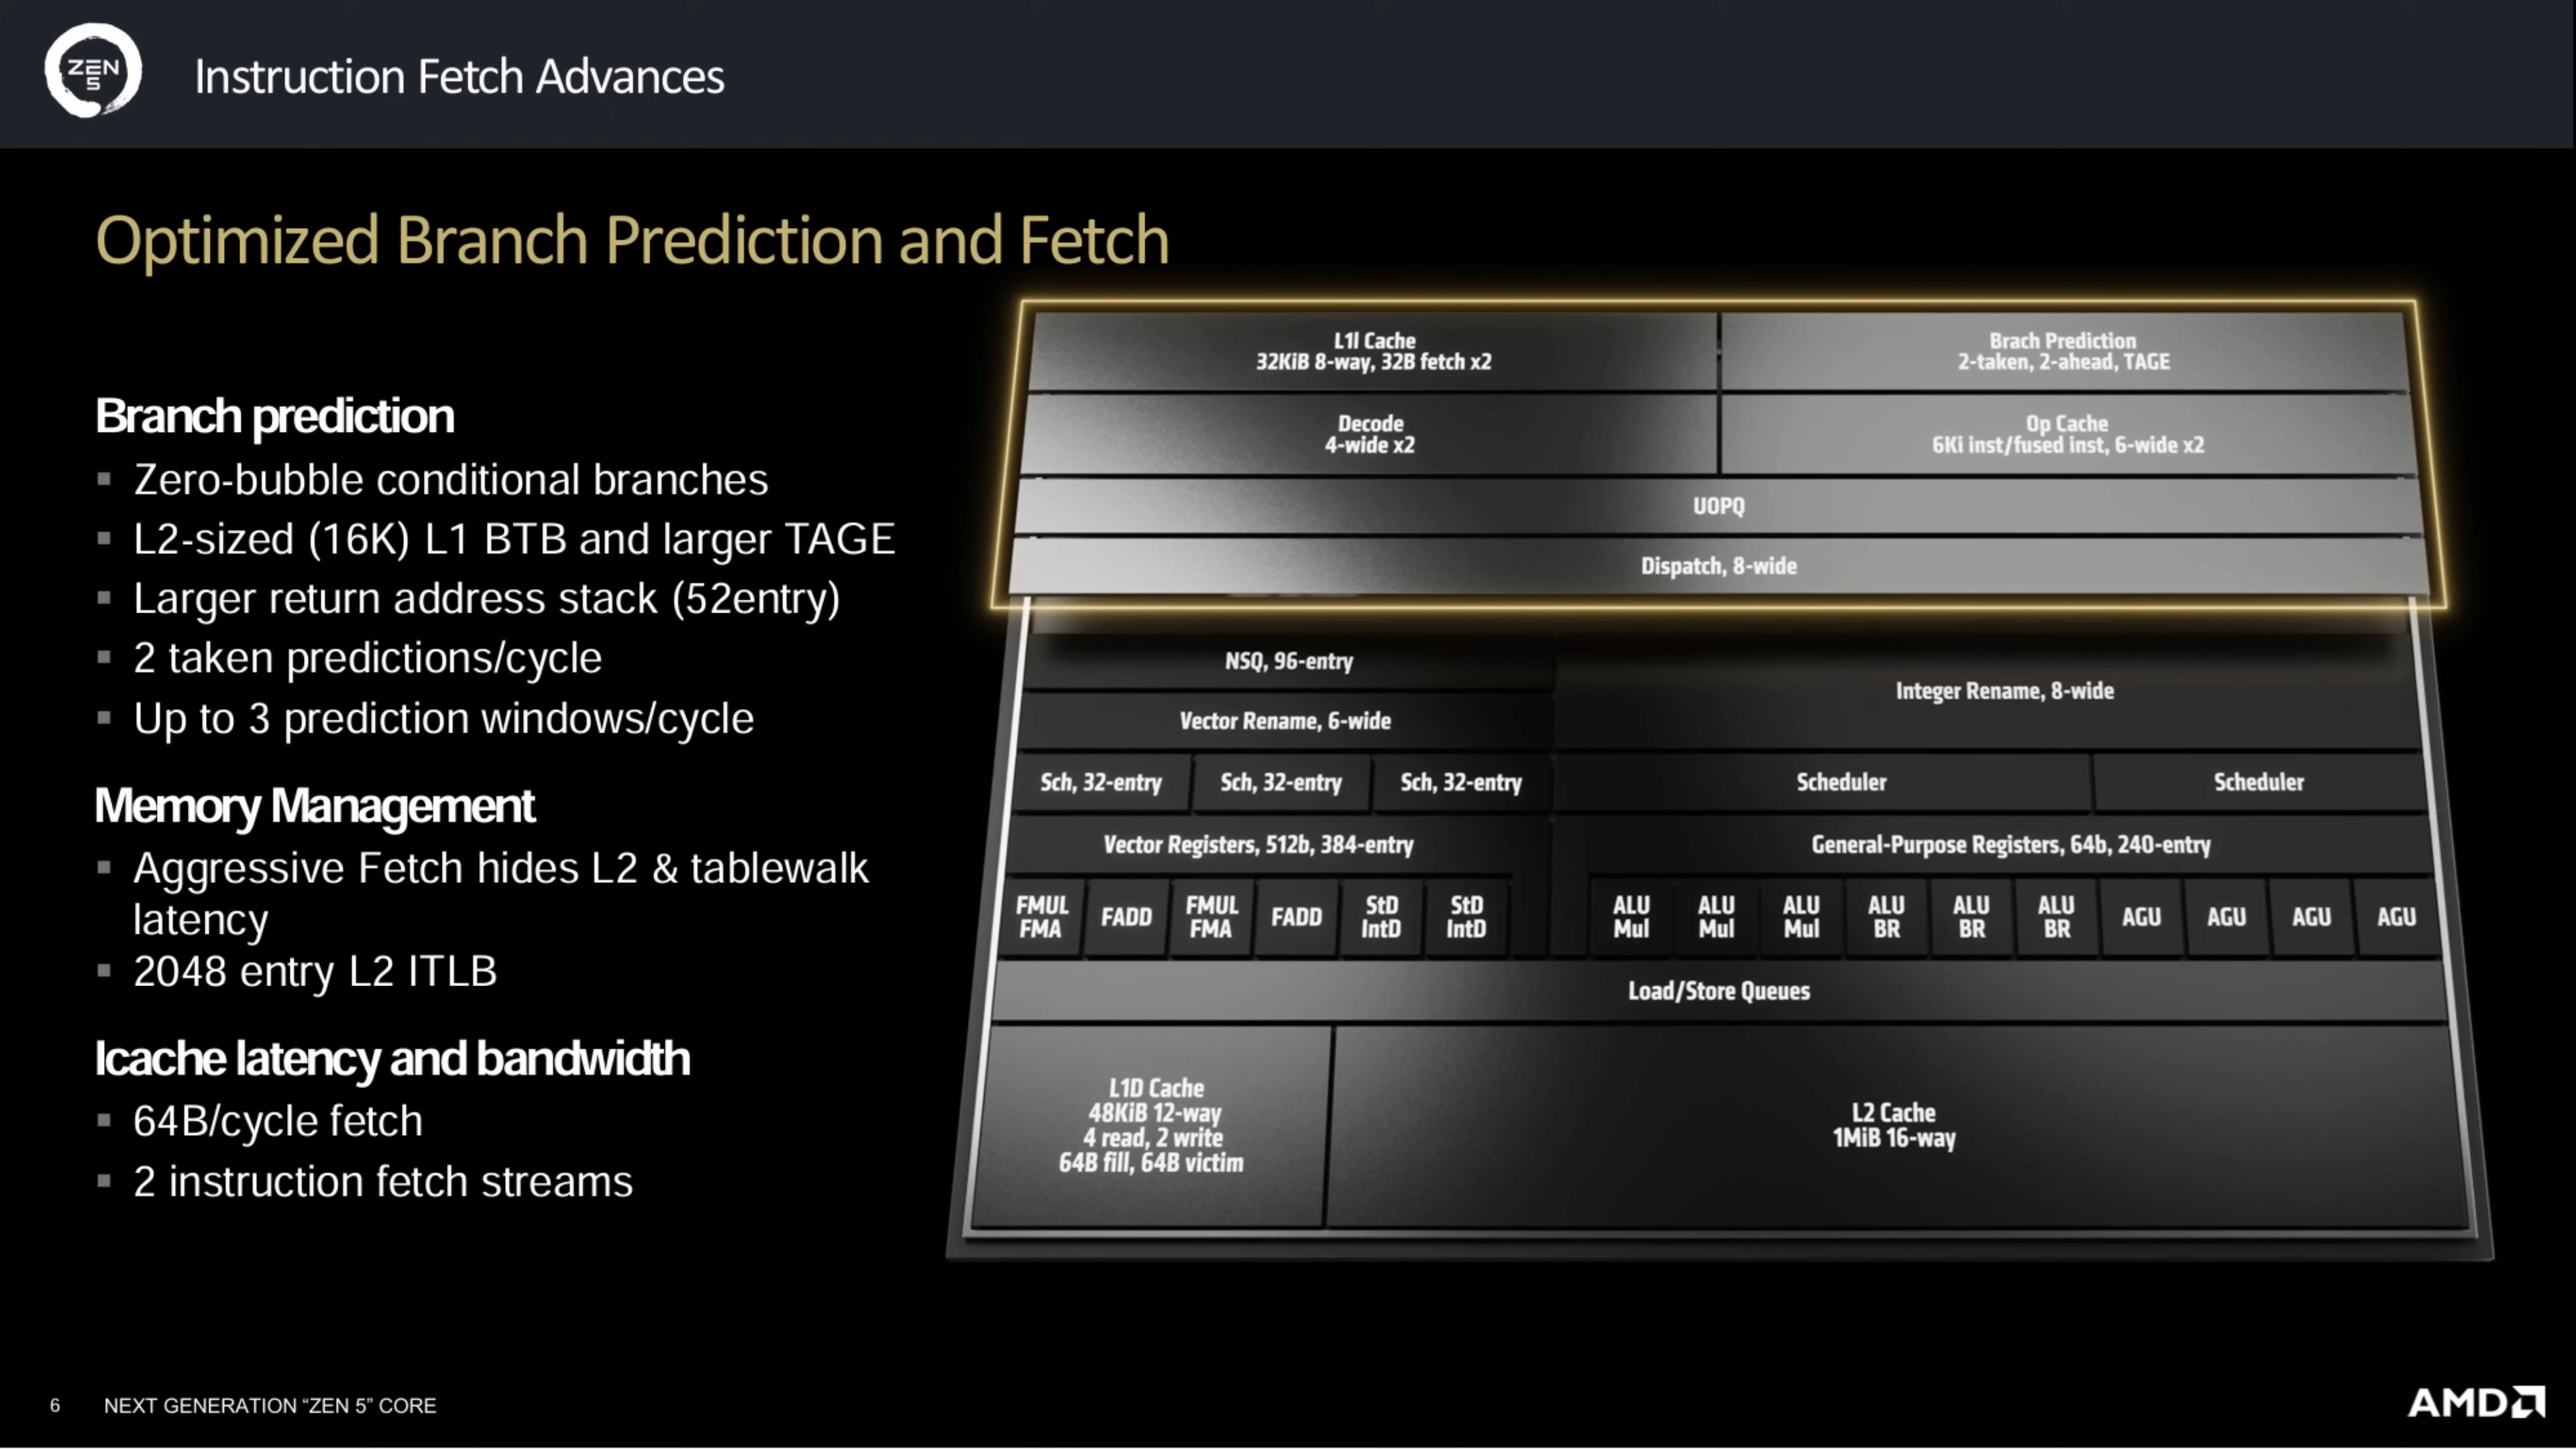 ZEN
5
Instruction Fetch Advances
Optimized Branch Prediction and Fetch
Branch prediction
▪ Zero-bubble conditional branches
▪ L2-sized (16K) L1 BTB and larger TAGE
▪ Larger return address stack (52entry)
▪ 2 taken predictions/cycle
▪ Up to 3 prediction windows/cycle
Memory Management
▪ Aggressive Fetch hides L2 & tablewalk
latency
▪ 2048 entry L2 ITLB
Icache latency and bandwidth
▪ 64B/cycle fetch
▪ 2 instruction fetch streams
L1I Cache
32KiB 8-way, 32B fetch x2
Brach Prediction
2-taken, 2-ahead, TAGE
Decode
4-wide x2
Op Cache
6Ki inst/fused inst, 6-wide x2
UOPQ
Dispatch, 8-wide
NSQ, 96-entry
Vector Rename, 6-wide
Integer Rename, 8-wide
Sch, 32-entry
Sch, 32-entry
Sch, 32-entry
Scheduler
Scheduler
Vector Registers, 512b, 384-entry
General-Purpose Registers, 64b, 240-entry
FMUL
FMA
FADD
FMUL
FMA
FADD
StD
IntD
StD
IntD
ALU
Mul
ALU
Mul
ALU
Mul
ALU
BR
ALU
BR
ALU
BR
AGU
AGU
AGU
AGU
Load/Store Queues
L1D Cache
48KiB 12-way
4 read, 2 write
64B fill, 64B victim
L2 Cache
1MiB 16-way
6
NEXT GENERATION “ZEN 5” CORE
AMD